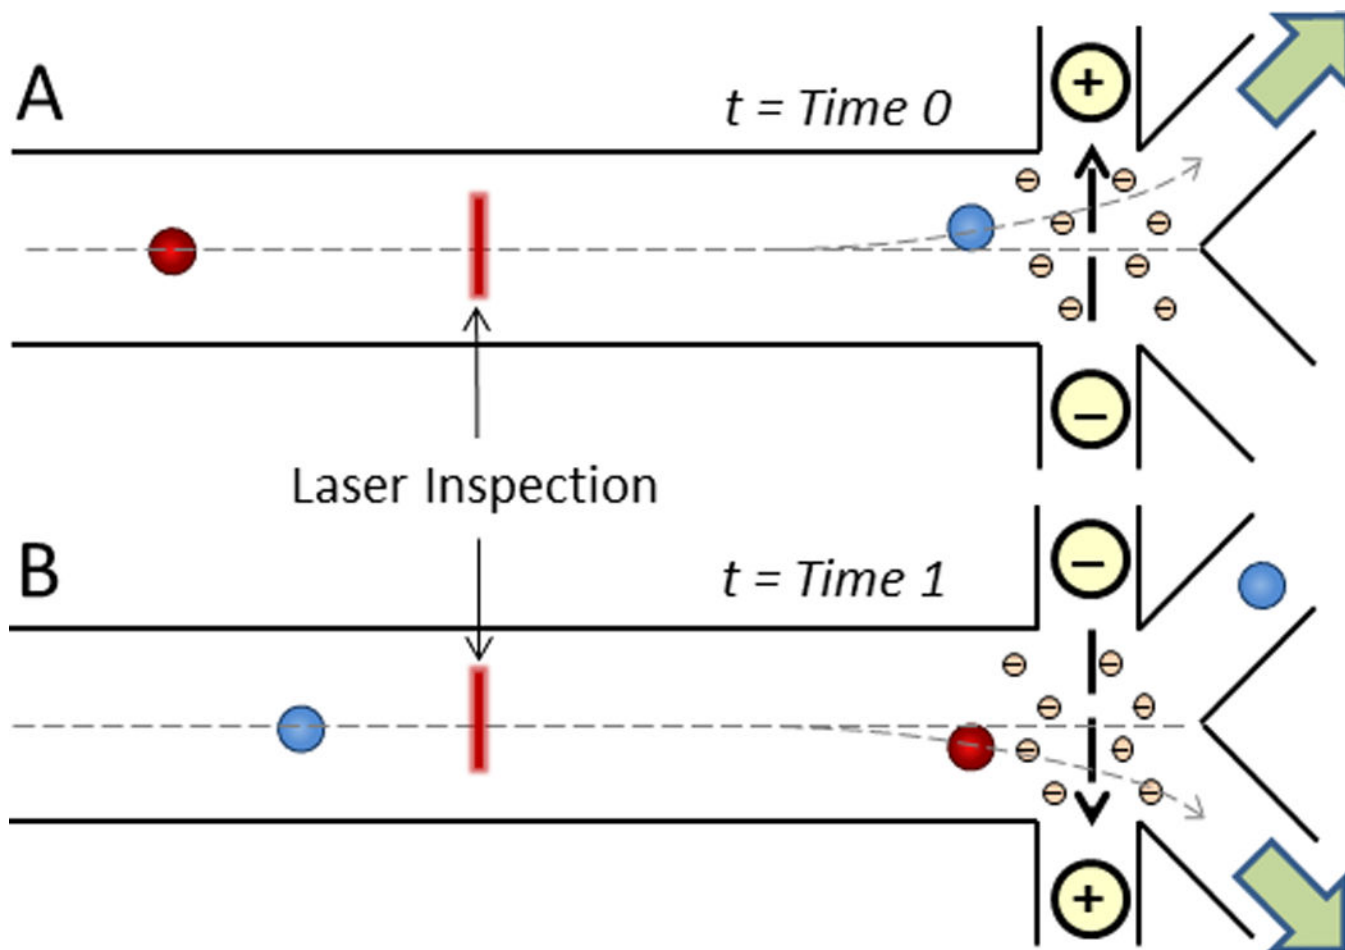 A
t = Time 0
+
−
Laser Inspection
B
t = Time 1
−
+